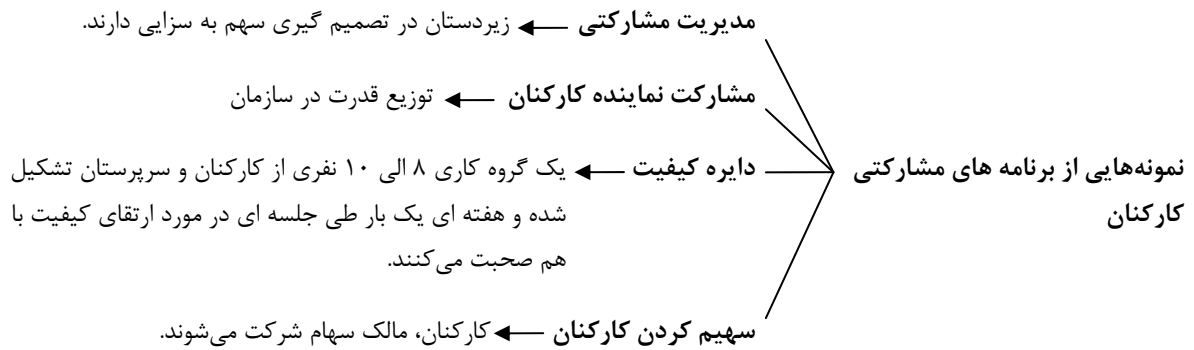 مدیریت مشارکتی زیردستان در تصمیم گیری سهم به سزایی دارند.
مشارکت نماینده کارکنان توزیع قدرت در سازمان
نمونه‌هایی از برنامه های مشارکتی
کارکنان
دایره کیفیت یک گروه کاری ۸ الی ۱۰ نفری از کارکنان و سرپرستان تشکیل
شده و هفته ای یک بار طی جلسه ای در مورد ارتقای کیفیت با
هم صحبت می‌کنند.
سهیم کردن کارکنان کارکنان، مالک سهام شرکت می‌شوند.